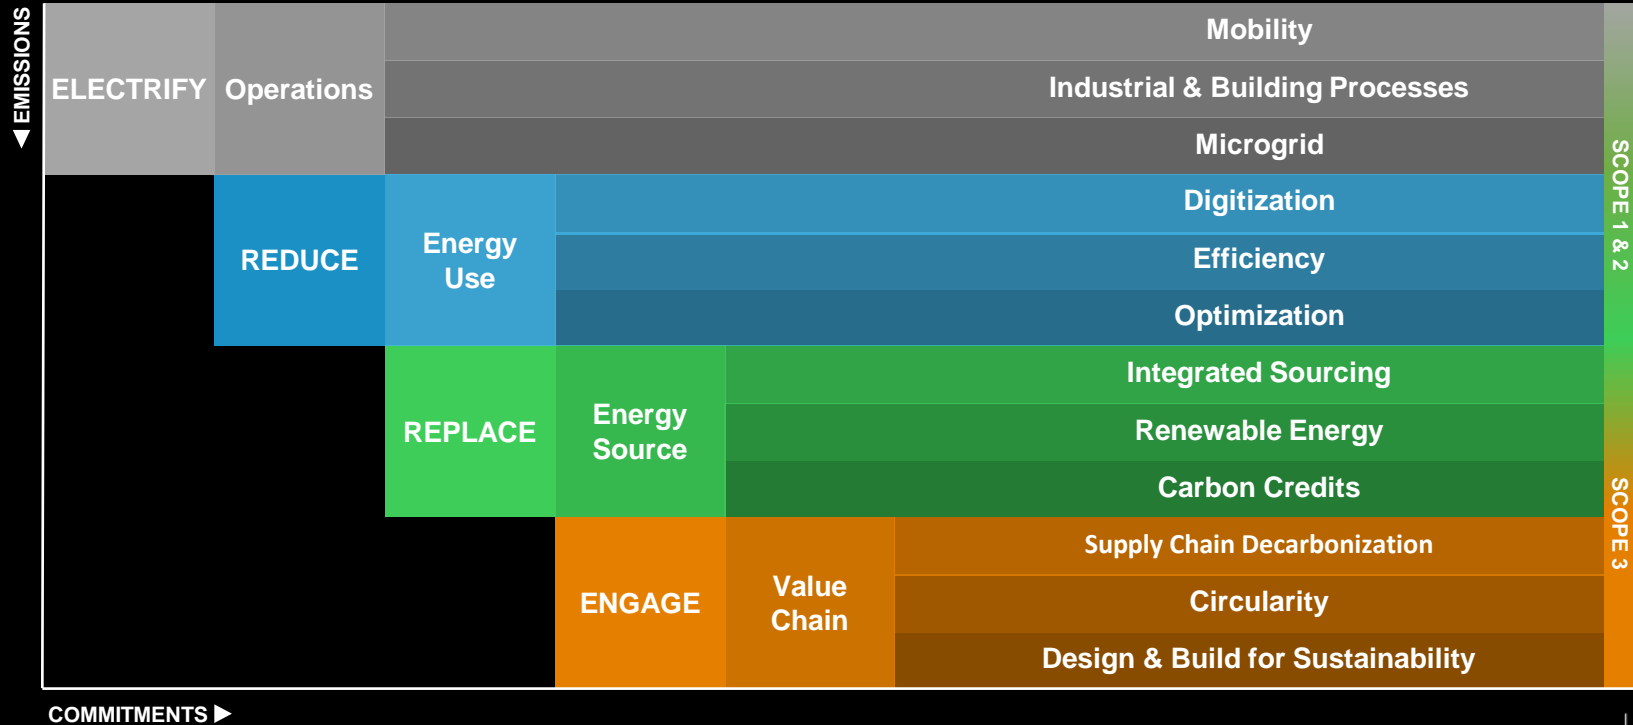 ◀ EMISSIONS
ELECTRIFY
Operations
Mobility
Industrial & Building Processes
Microgrid
REDUCE
Energy
Use
Digitization
Efficiency
Optimization
REPLACE
Energy
Source
Integrated Sourcing
Renewable Energy
Carbon Credits
ENGAGE
Value
Chain
Supply Chain Decarbonization
Circularity
Design & Build for Sustainability
SCOPE 1 & 2
SCOPE 3
COMMITMENTS ▶